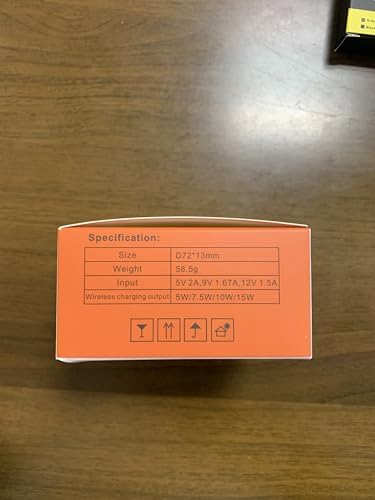 Specification:
Size D72*13mm
Weight 58.5g
Input 5V 2A,9V 1.67A,12V 1.5A
Wireless charging output 5W/7.5W/10W/15W